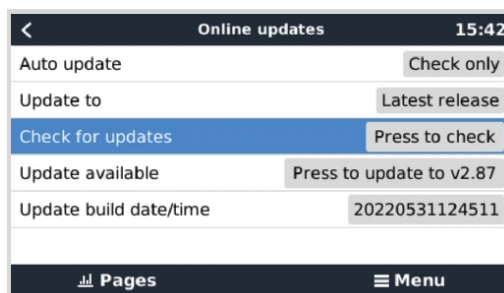 Online updates 15:42
Auto update Check only
Update to Latest release
Check for updates Press to check
Update available Press to update to v2.87
Update build date/time 20220531124511
Pages Menu